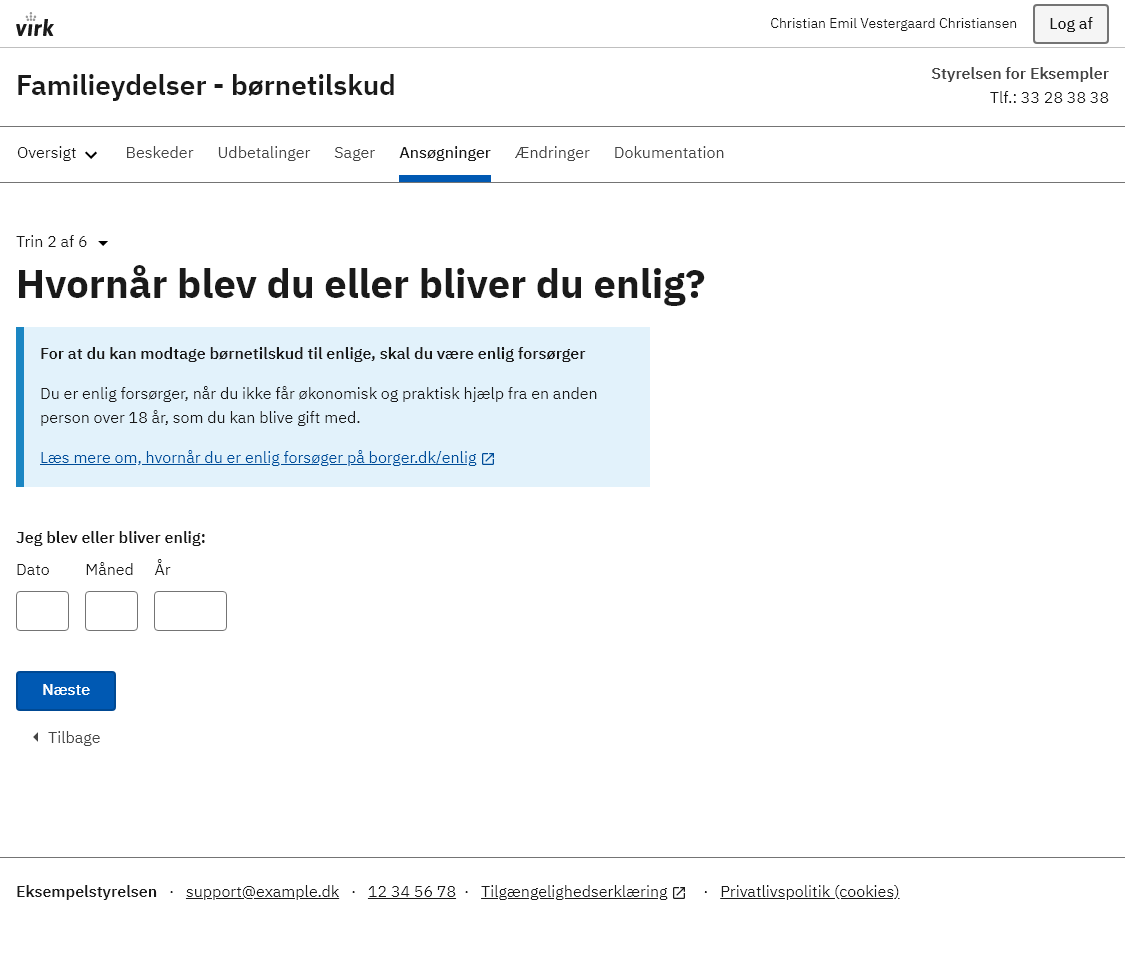 virk
Christian Emil Vestergaard Christiansen
Log af
Familieydelser - børnetilskud
Styrelsen for Eksempler
Tlf.: 33 28 38 38
Oversigt Beskeder Udbetalinger Sager Ansøgninger Ændringer Dokumentation
Trin 2 af 6
Hvornår blev du eller bliver du enlig?
For at du kan modtage børnetilskud til enlige, skal du være enlig forsørger
Du er enlig forsørger, når du ikke får økonomisk og praktisk hjælp fra en anden
person over 18 år, som du kan blive gift med.
Læs mere om, hvornår du er enlig forsøger på borger.dk/enlig
Jeg blev eller bliver enlig:
Dato Måned År
Næste
Tilbage
Eksempelstyrelsen · support@example.dk · 12 34 56 78 · Tilgængelighedserklæring · Privatlivspolitik (cookies)